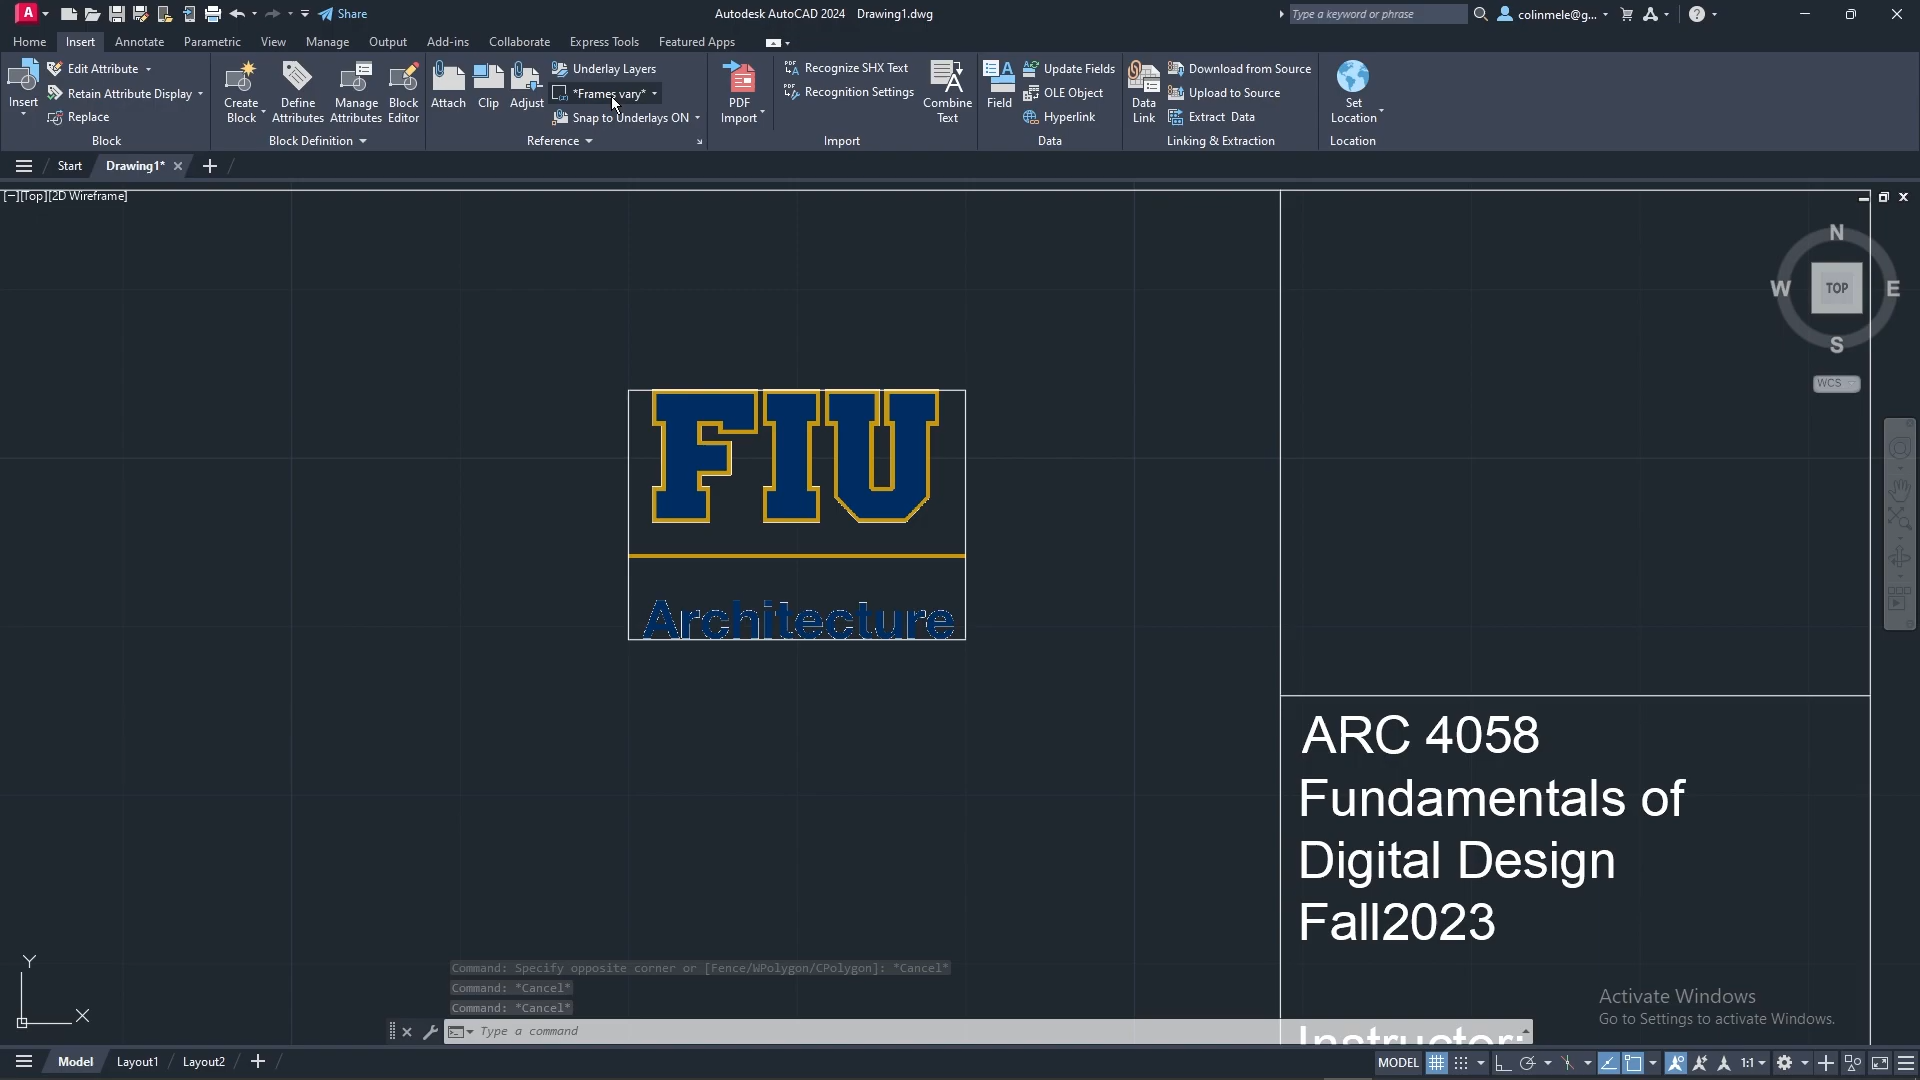 A Share Autodesk AutoCAD 2024 Drawing1.dwg Type a keyword or phrase colinmele@g...
Home Insert Annotate Parametric View Manage Output Add-ins Collaborate Express Tools Featured Apps
Insert
Edit Attribute
Retain Attribute Display
Replace
Block
Create Block
Define Attributes
Manage Attributes
Block Editor
Block Definition
Attach
Clip
Adjust
Underlay Layers
*Frames vary*
Snap to Underlays ON
Reference
PDF Import
Recognize SHX Text
Recognition Settings
Combine Text
Import
Field
Update Fields
OLE Object
Hyperlink
Data
Data Link
Download from Source
Upload to Source
Extract Data
Linking & Extraction
Set Location
Location
Start Drawing1*
[−][Top][2D Wireframe]
N
W TOP E
S
WCS
FIU
Architecture
ARC 4058
Fundamentals of
Digital Design
Fall2023
Instructor:
Y
X
Command: Specify opposite corner or [Fence/WPolygon/CPolygon]: *Cancel*
Command: *Cancel*
Command: *Cancel*
Type a command
Activate Windows
Go to Settings to activate Windows.
Model Layout1 Layout2
MODEL 1:1